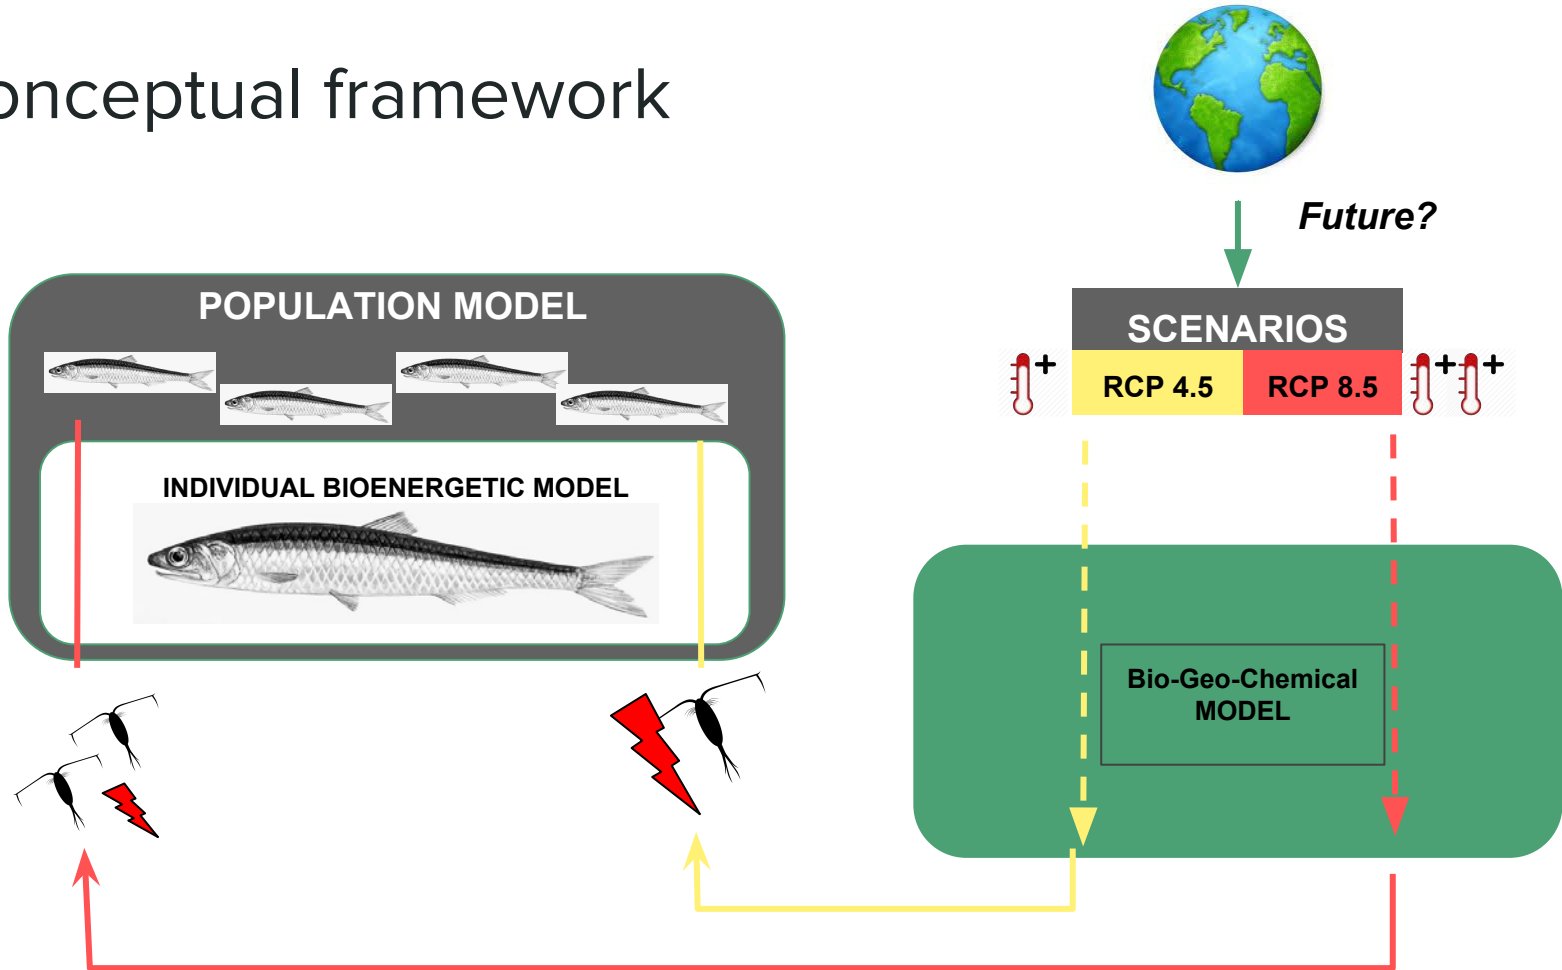 onceptual framework
Future?
POPULATION MODEL
SCENARIOS
RCP 4.5 RCP 8.5
INDIVIDUAL BIOENERGETIC MODEL
Bio-Geo-Chemical
MODEL